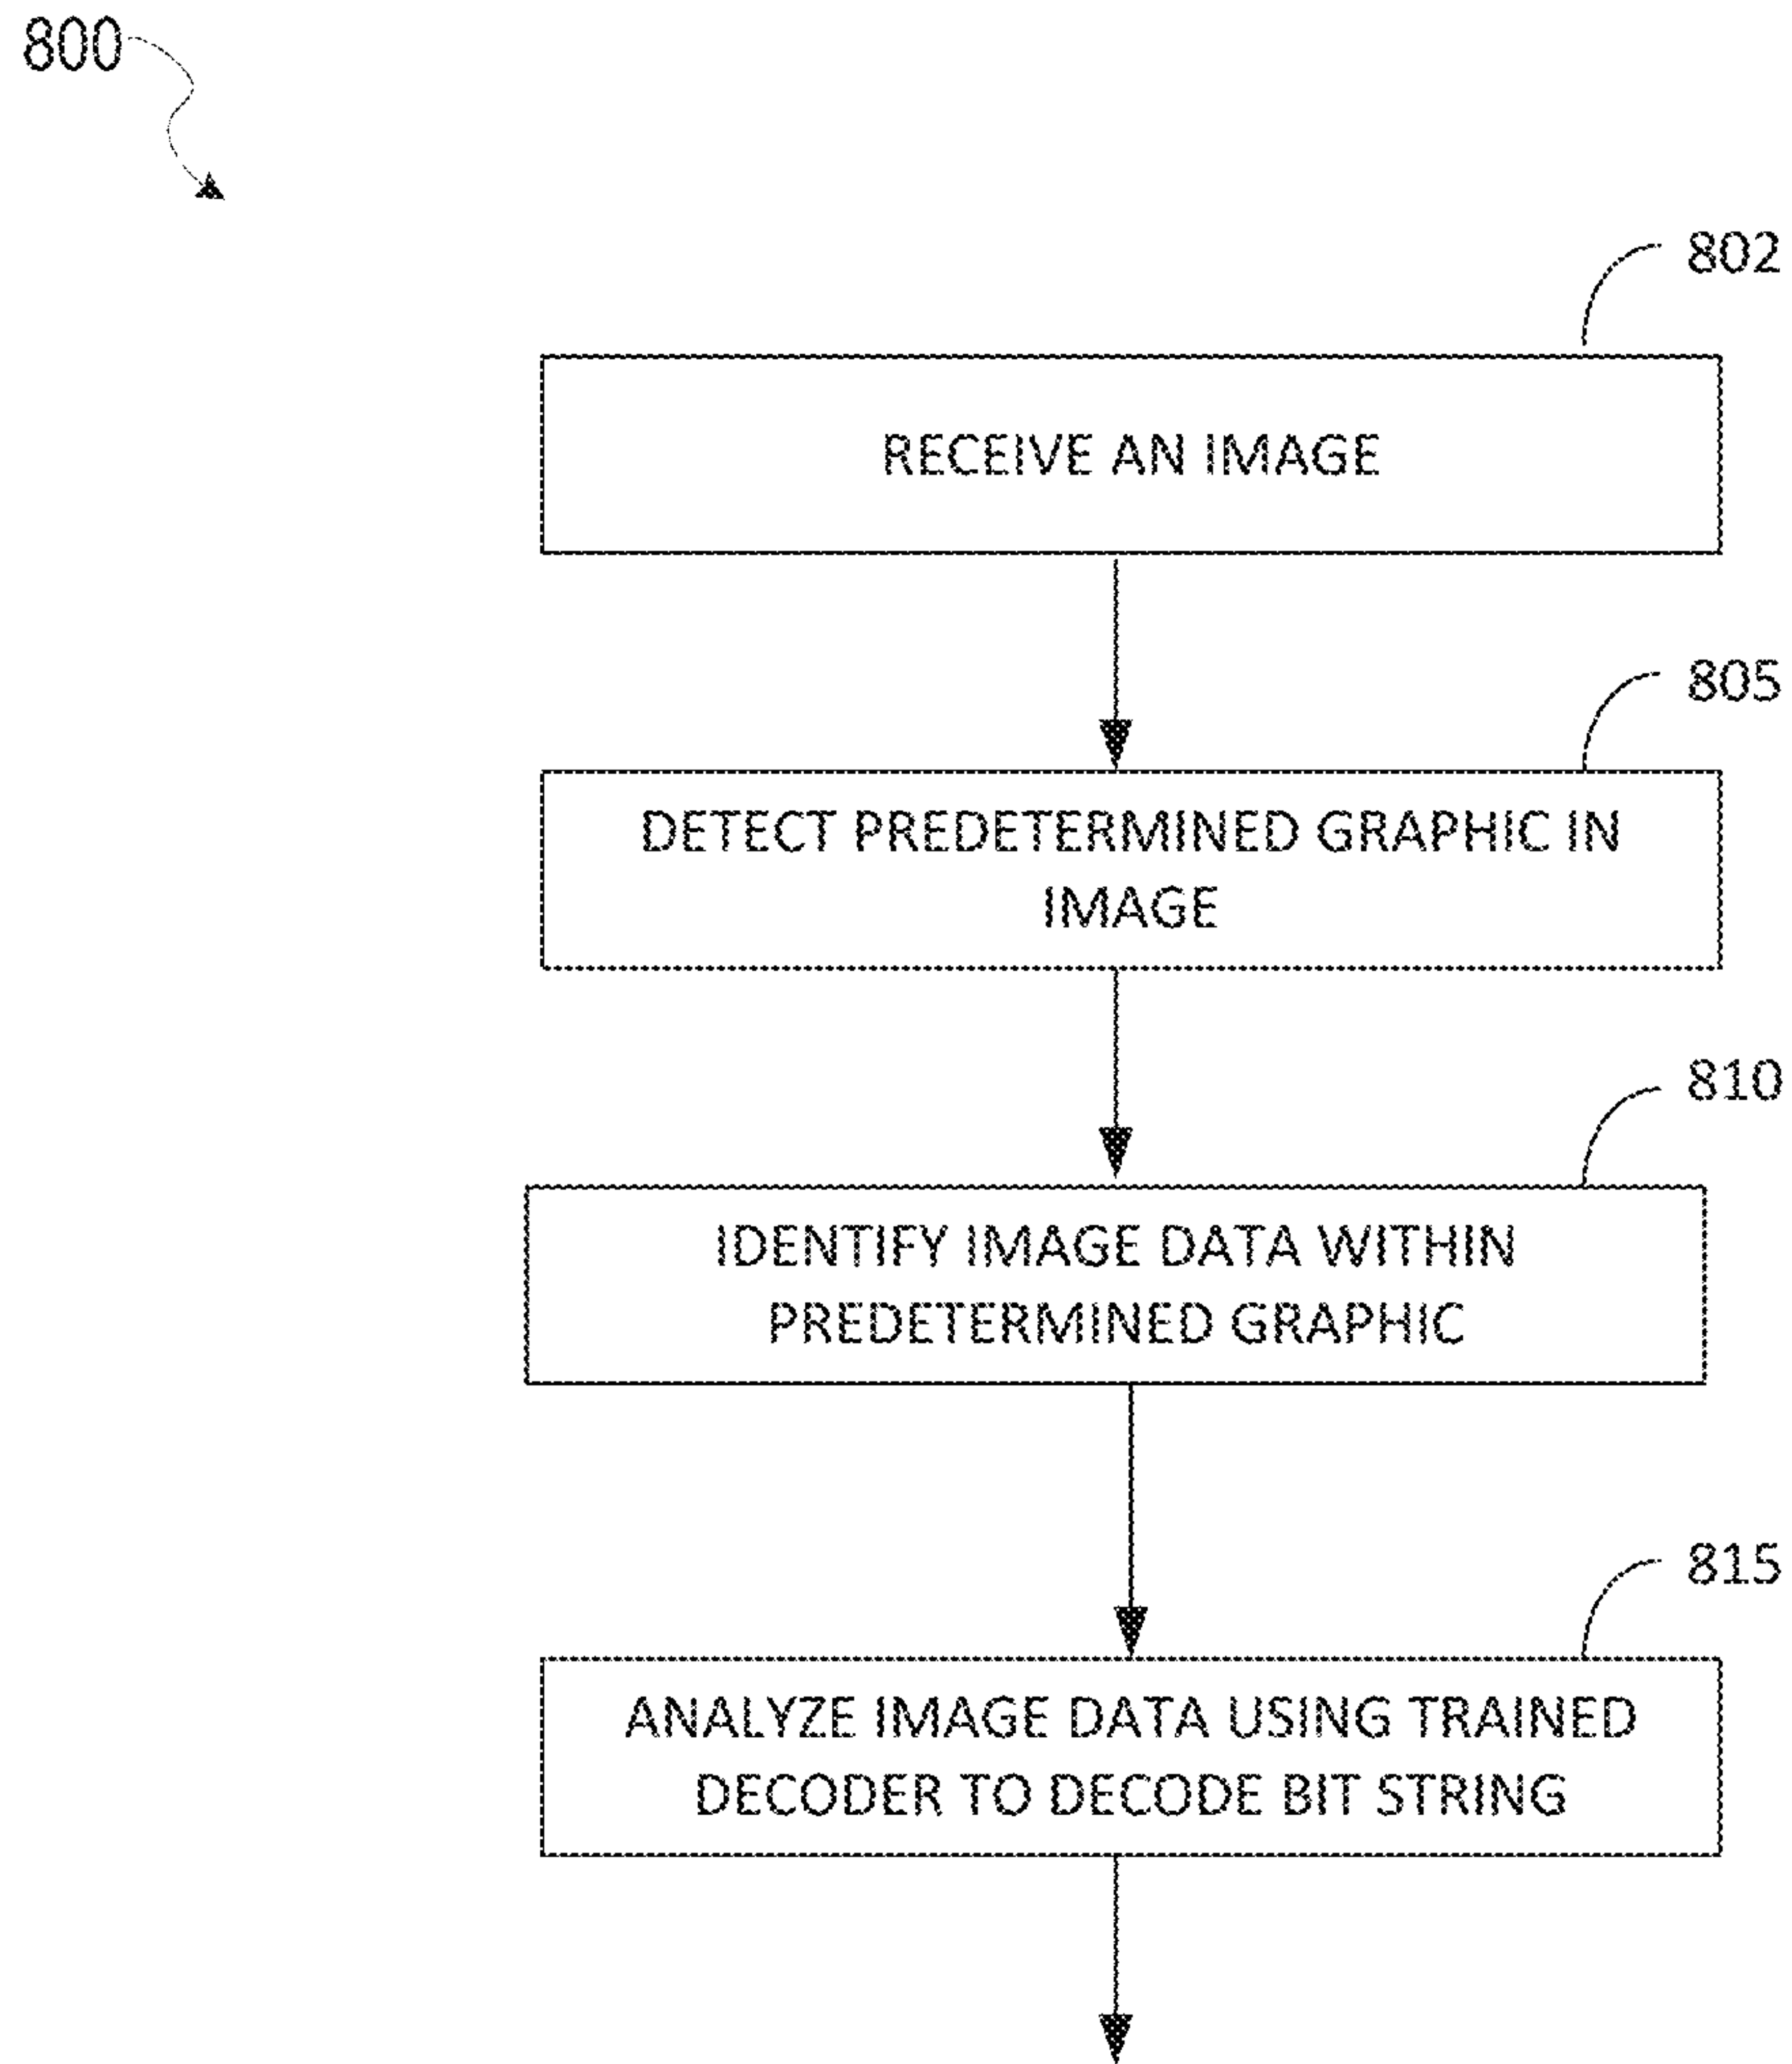 800
802
RECEIVE AN IMAGE
805
DETECT PREDETERMINED GRAPHIC IN
IMAGE
810
IDENTIFY IMAGE DATA WITHIN
PREDETERMINED GRAPHIC
815
ANALYZE IMAGE DATA USING TRAINED
DECODER TO DECODE BIT STRING